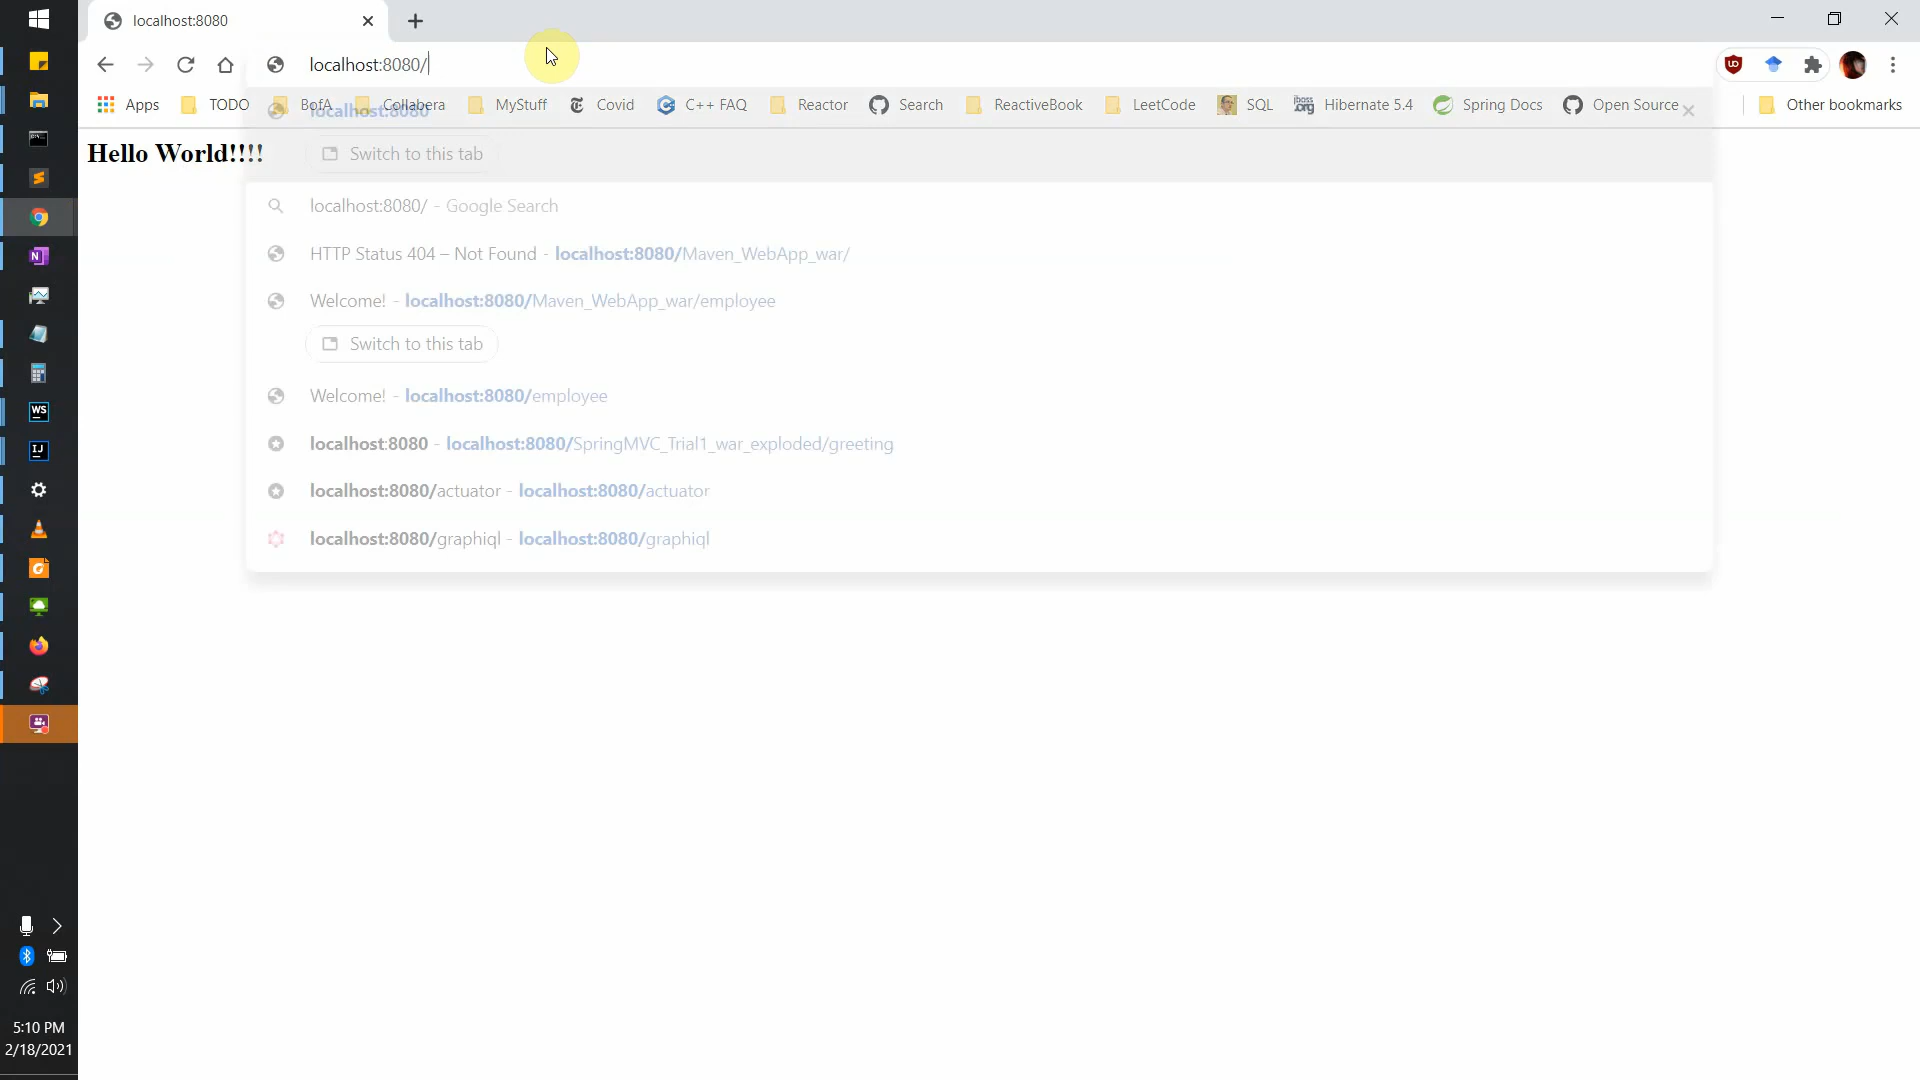 localhost:8080
localhost:8080/
Apps TODO BofA Collabera MyStuff Covid C++ FAQ Reactor Search ReactiveBook LeetCode SQL Hibernate 5.4 Spring Docs Open Source Other bookmarks
localhost:8080
Hello World!!!!
Switch to this tab
localhost:8080/ - Google Search
HTTP Status 404 – Not Found - localhost:8080/Maven_WebApp_war/
Welcome! - localhost:8080/Maven_WebApp_war/employee
Switch to this tab
Welcome! - localhost:8080/employee
localhost:8080 - localhost:8080/SpringMVC_Trial1_war_exploded/greeting
localhost:8080/actuator - localhost:8080/actuator
localhost:8080/graphiql - localhost:8080/graphiql
WS
IJ
5:10 PM
2/18/2021